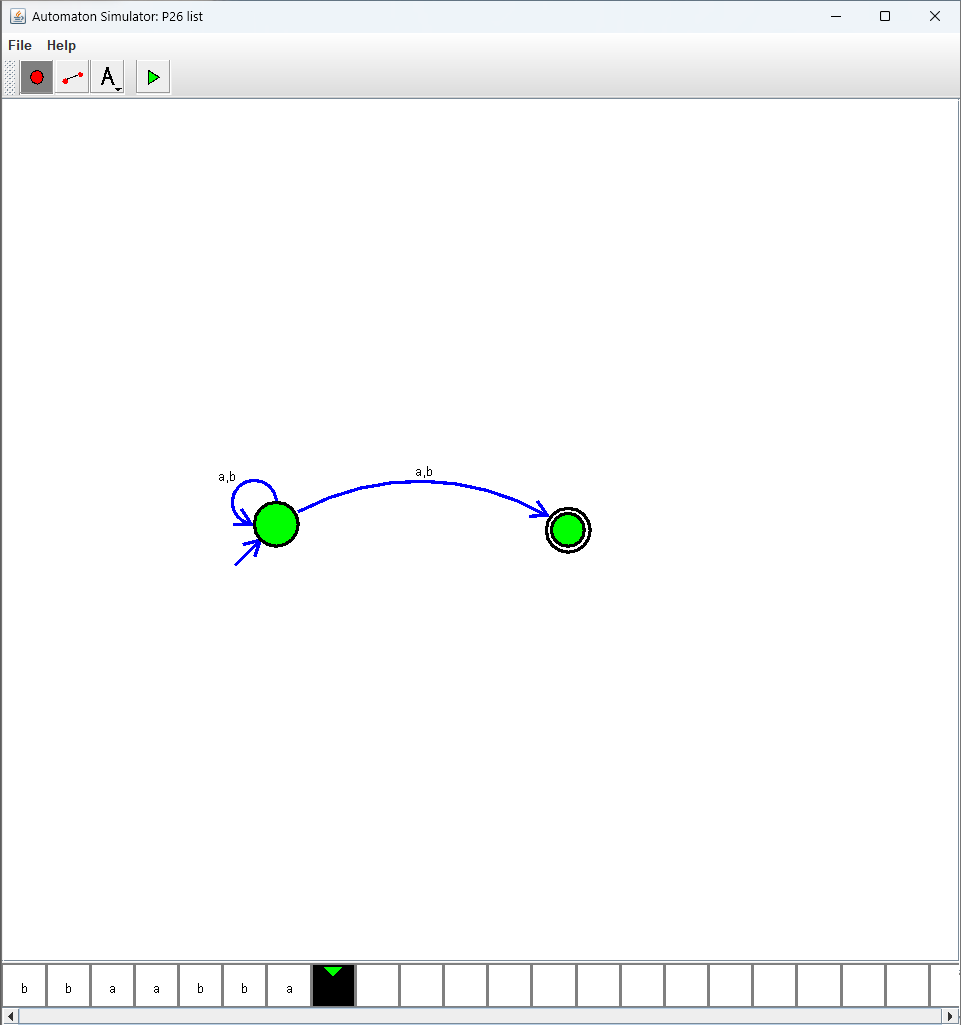 Automaton Simulator: P26 list
File Help
A
a,b
a,b
b b a a b b a